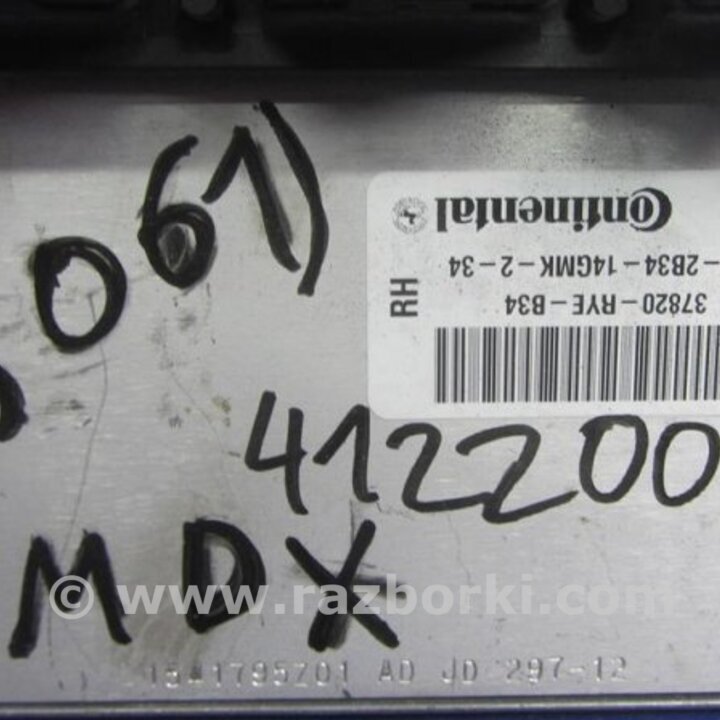 061)
Continental
-2B34-14GMK-2-34
RH
37820-RYE-B34
412200
MDX
© www.razborki.com
1795Z01 AD JD 297-12